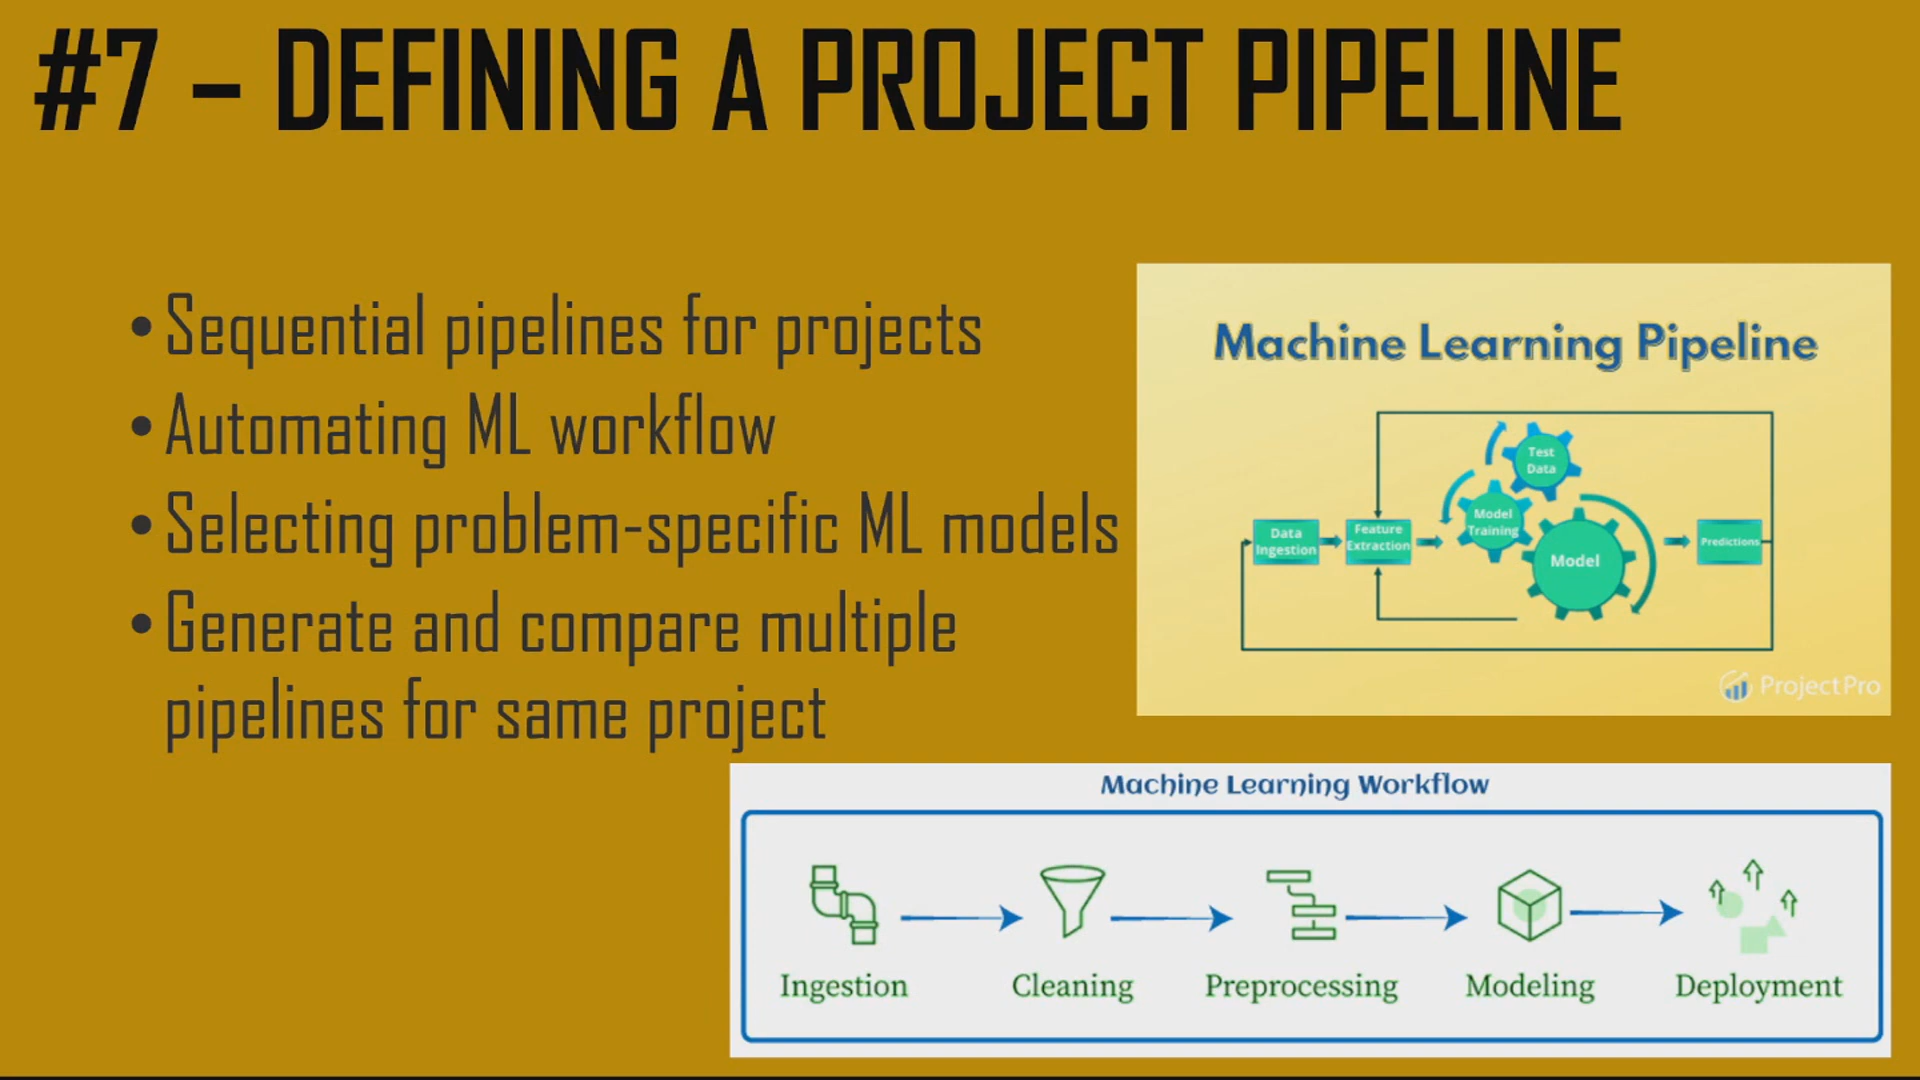 #7 – DEFINING A PROJECT PIPELINE
•Sequential pipelines for projects
•Automating ML workflow
•Selecting problem-specific ML models
•Generate and compare multiple
pipelines for same project
Machine Learning Pipeline
Test
Data
Model
Training
Model
Data
Ingestion
Feature
Extraction
Predictions
ProjectPro
Machine Learning Workflow
Ingestion
Cleaning
Preprocessing
Modeling
Deployment